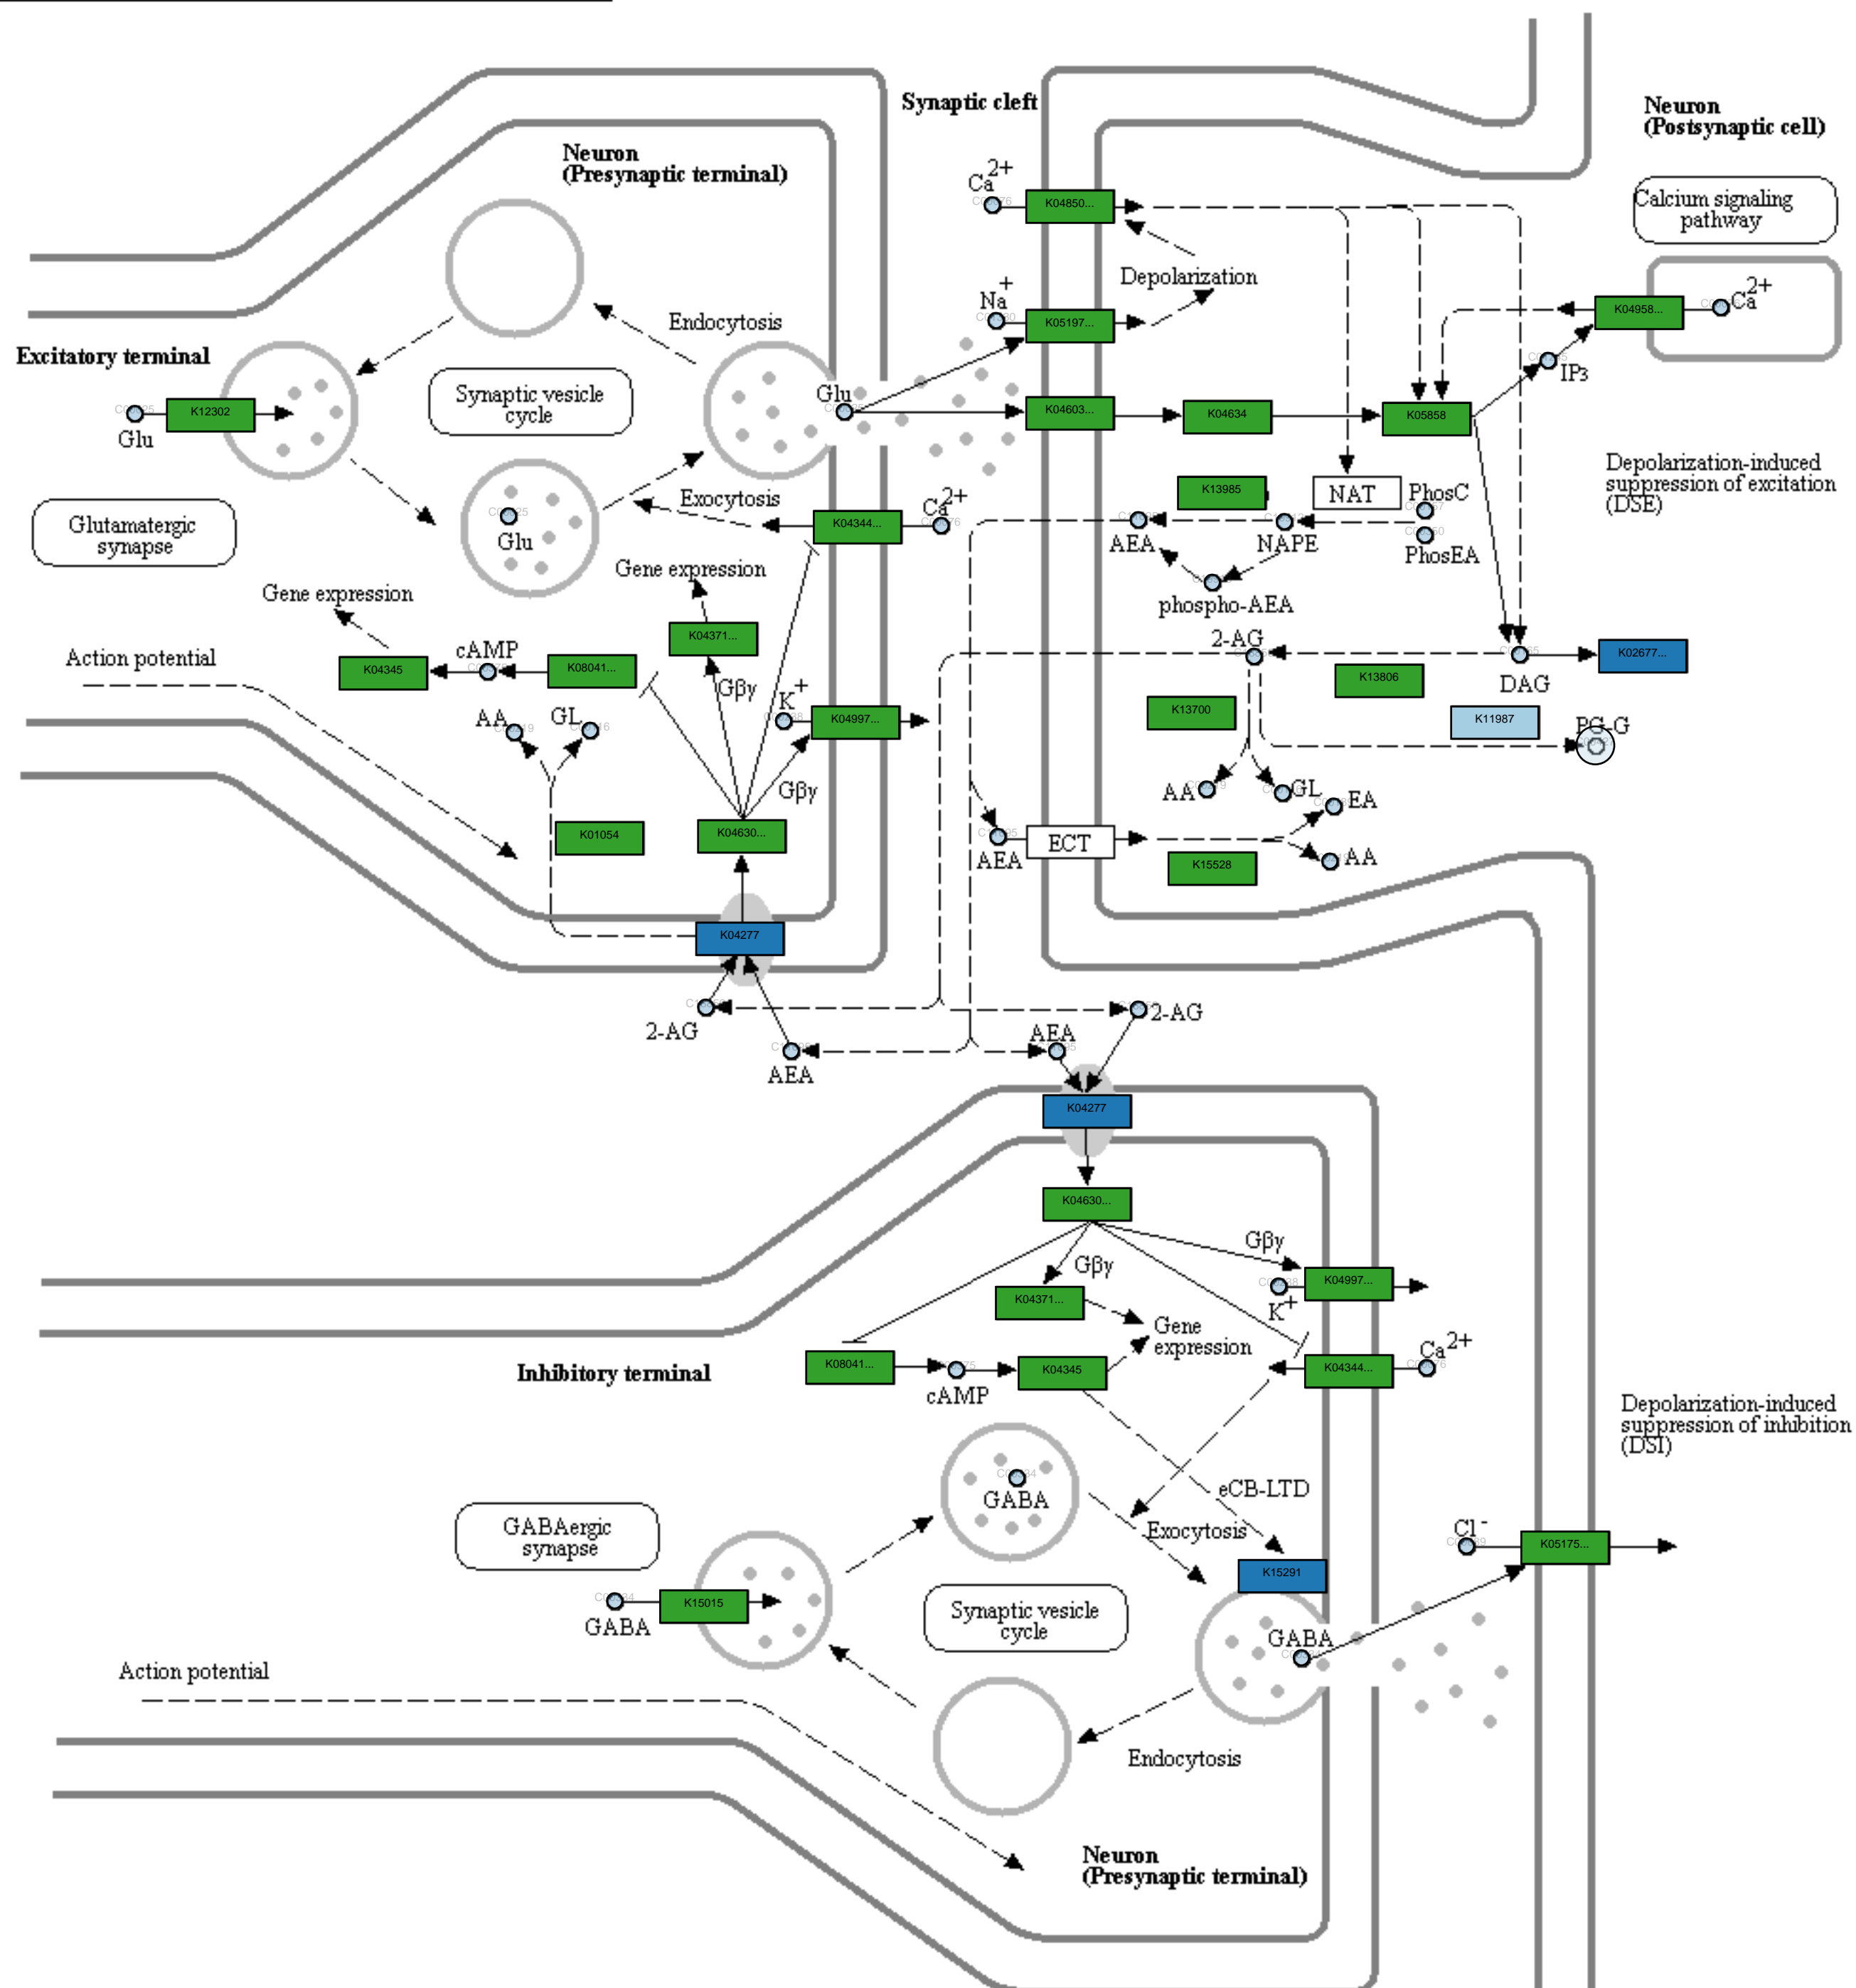 Synaptic cleft
Neuron
(Postsynaptic cell)
Neuron
(Presynaptic terminal)
Ca2+
K04850...
Calcium signaling
pathway
Depolarization
Na+
K05197...
K04958...
Ca2+
IP3
Endocytosis
Excitatory terminal
Synaptic vesicle
cycle
Glu
K12302
Glu
K04603...
K04634
K05858
Depolarization-induced
suppression of excitation
(DSE)
Exocytosis
Ca2+
K04344...
K13985
NAT
PhosC
PhosEA
AEA
NAPE
phospho-AEA
Glutamatergic
synapse
Glu
Gene expression
Gene expression
K04371...
Action potential
K04345
cAMP
K08041...
Gβγ
K+
K04997...
AA
GL
Gβγ
2-AG
K13806
DAG
K02677...
K13700
K11987
PG-G
AA
GL
EA
K01054
K04630...
AEA
ECT
AA
K15528
K04277
2-AG
AEA
AEA
2-AG
K04277
K04630...
Gβγ
Gβγ
K04997...
K+
K04371...
Gene
expression
Inhibitory terminal
K08041...
cAMP
K04345
K04344...
Ca2+
Depolarization-induced
suppression of inhibition
(DSI)
GABA
eCB-LTD
Exocytosis
GABAergic
synapse
Cl-
K05175...
K15291
GABA
K15015
Synaptic vesicle
cycle
GABA
Action potential
Endocytosis
Neuron
(Presynaptic terminal)